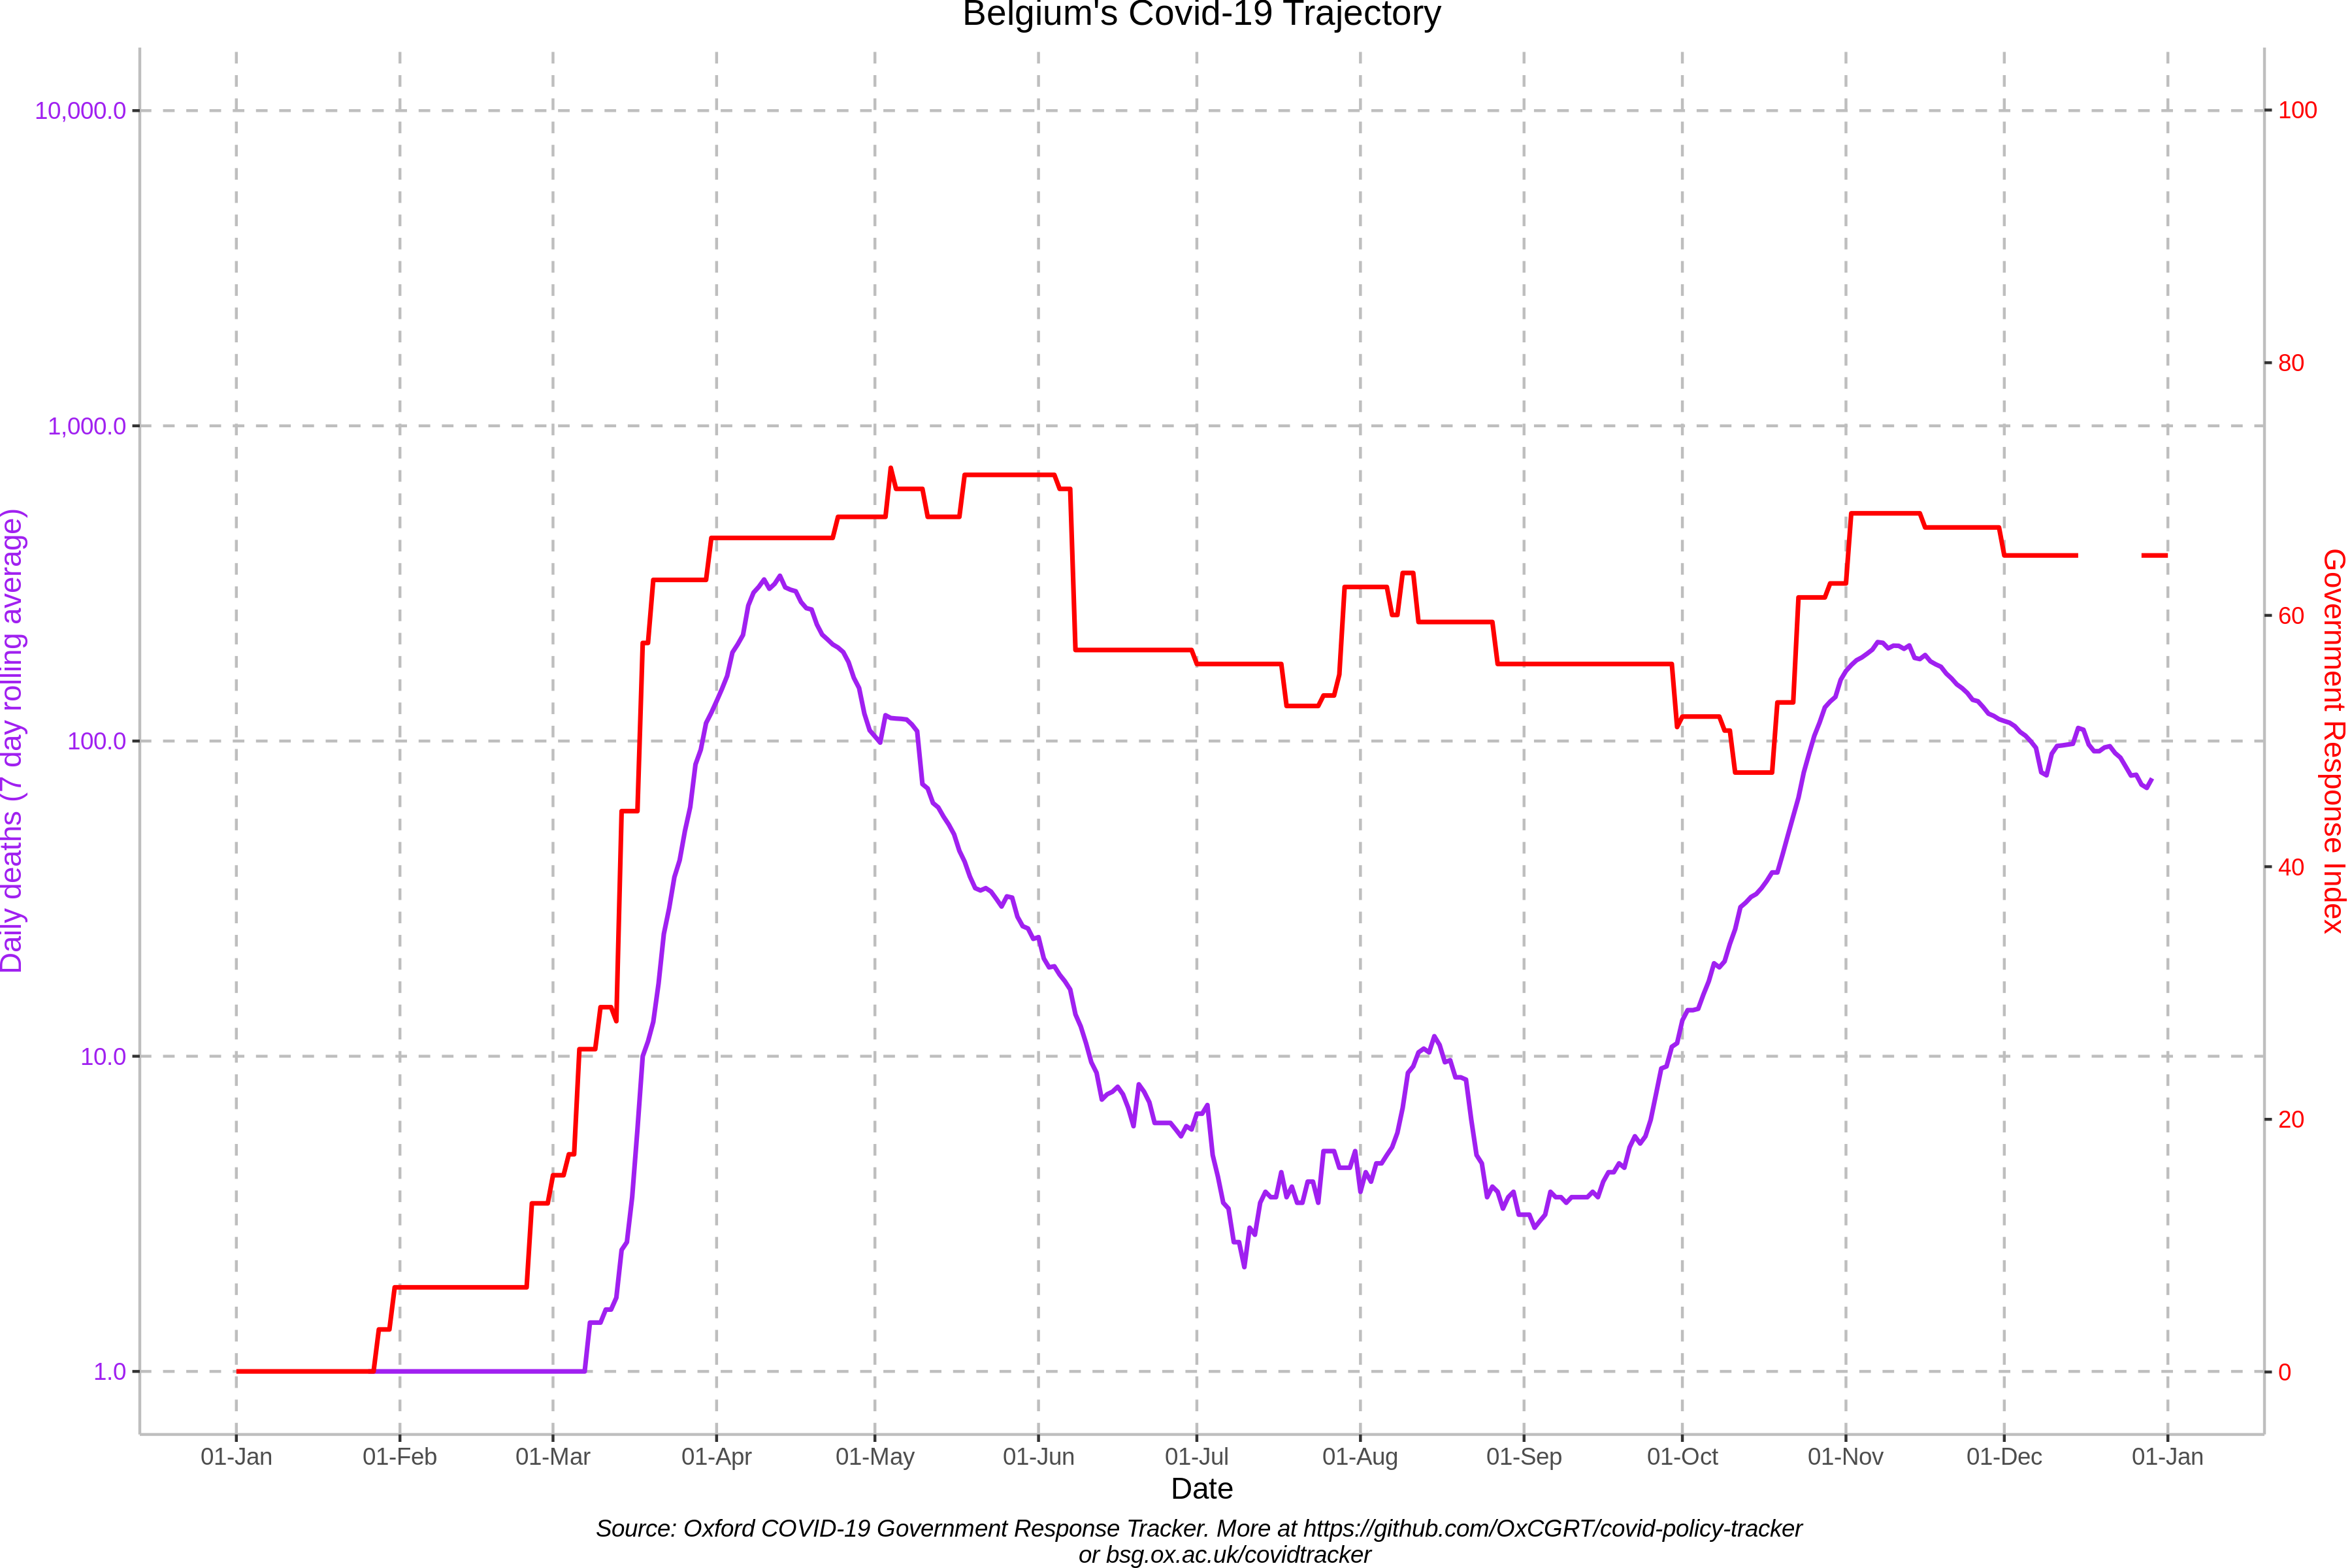 Belgium's Covid-19 Trajectory
10,000.0
1,000.0
100.0
10.0
1.0
Daily deaths (7 day rolling average)
100
80
60
40
20
0
Government Response Index
01-Jan 01-Feb 01-Mar 01-Apr 01-May 01-Jun 01-Jul 01-Aug 01-Sep 01-Oct 01-Nov 01-Dec 01-Jan
Date
Source: Oxford COVID-19 Government Response Tracker. More at https://github.com/OxCGRT/covid-policy-tracker
or bsg.ox.ac.uk/covidtracker